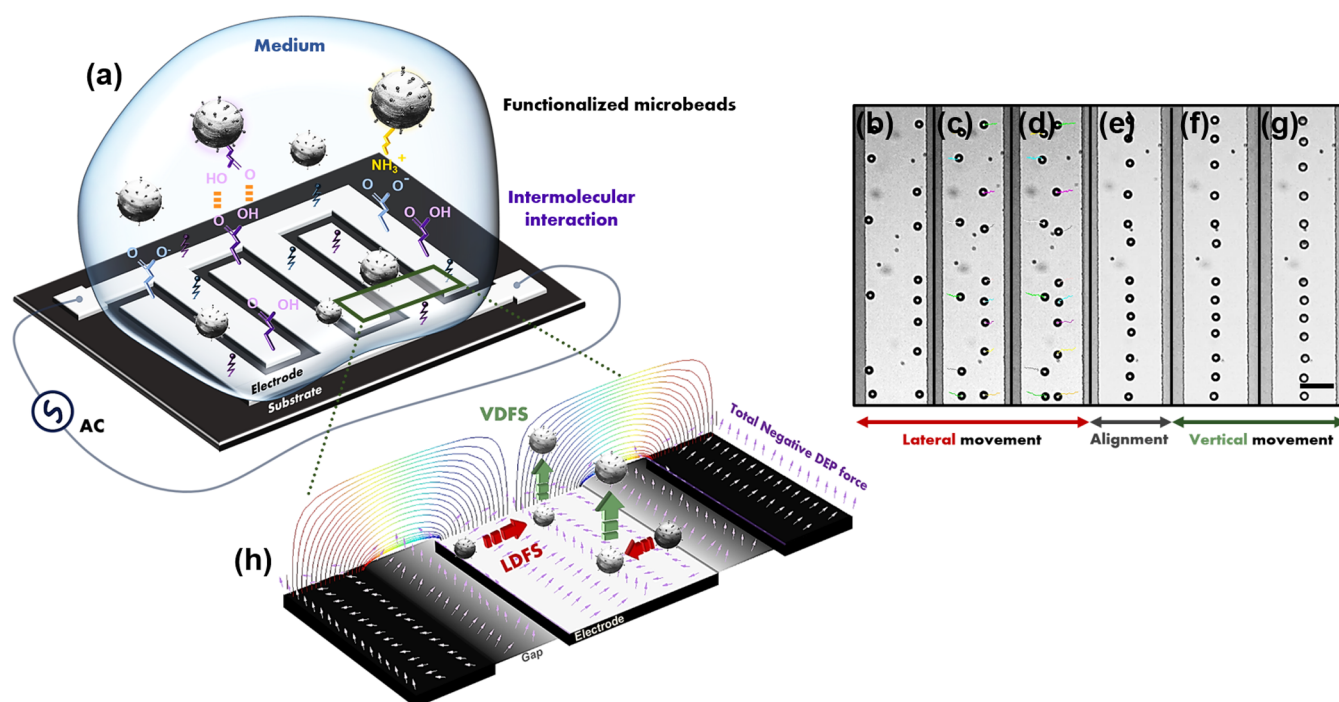 (a)
Medium
Functionalized microbeads
NH₃⁺
HO
O
O
OH
O
O⁻
OH
O
O⁻
O
OH
Intermolecular
interaction
Electrode
Substrate
AC
(b)
(c)
(d)
(e)
(f)
(g)
Lateral movement
Alignment
Vertical movement
(h)
VDFS
LDFS
Total Negative DEP force
Electrode
Gap